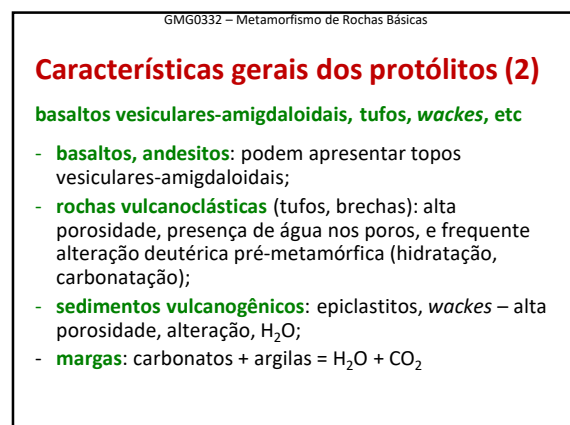 GMG0332 – Metamorfismo de Rochas Básicas
Características gerais dos protólitos (2)
basaltos vesiculares-amigdaloidais, tufos, wackes, etc
- basaltos, andesitos: podem apresentar topos
vesiculares-amigdaloidais;
- rochas vulcanoclásticas (tufos, brechas): alta
porosidade, presença de água nos poros, e frequente
alteração deutérica pré-metamórfica (hidratação,
carbonatação);
- sedimentos vulcanogênicos: epiclastitos, wackes – alta
porosidade, alteração, H₂O;
- margas: carbonatos + argilas = H₂O + CO₂